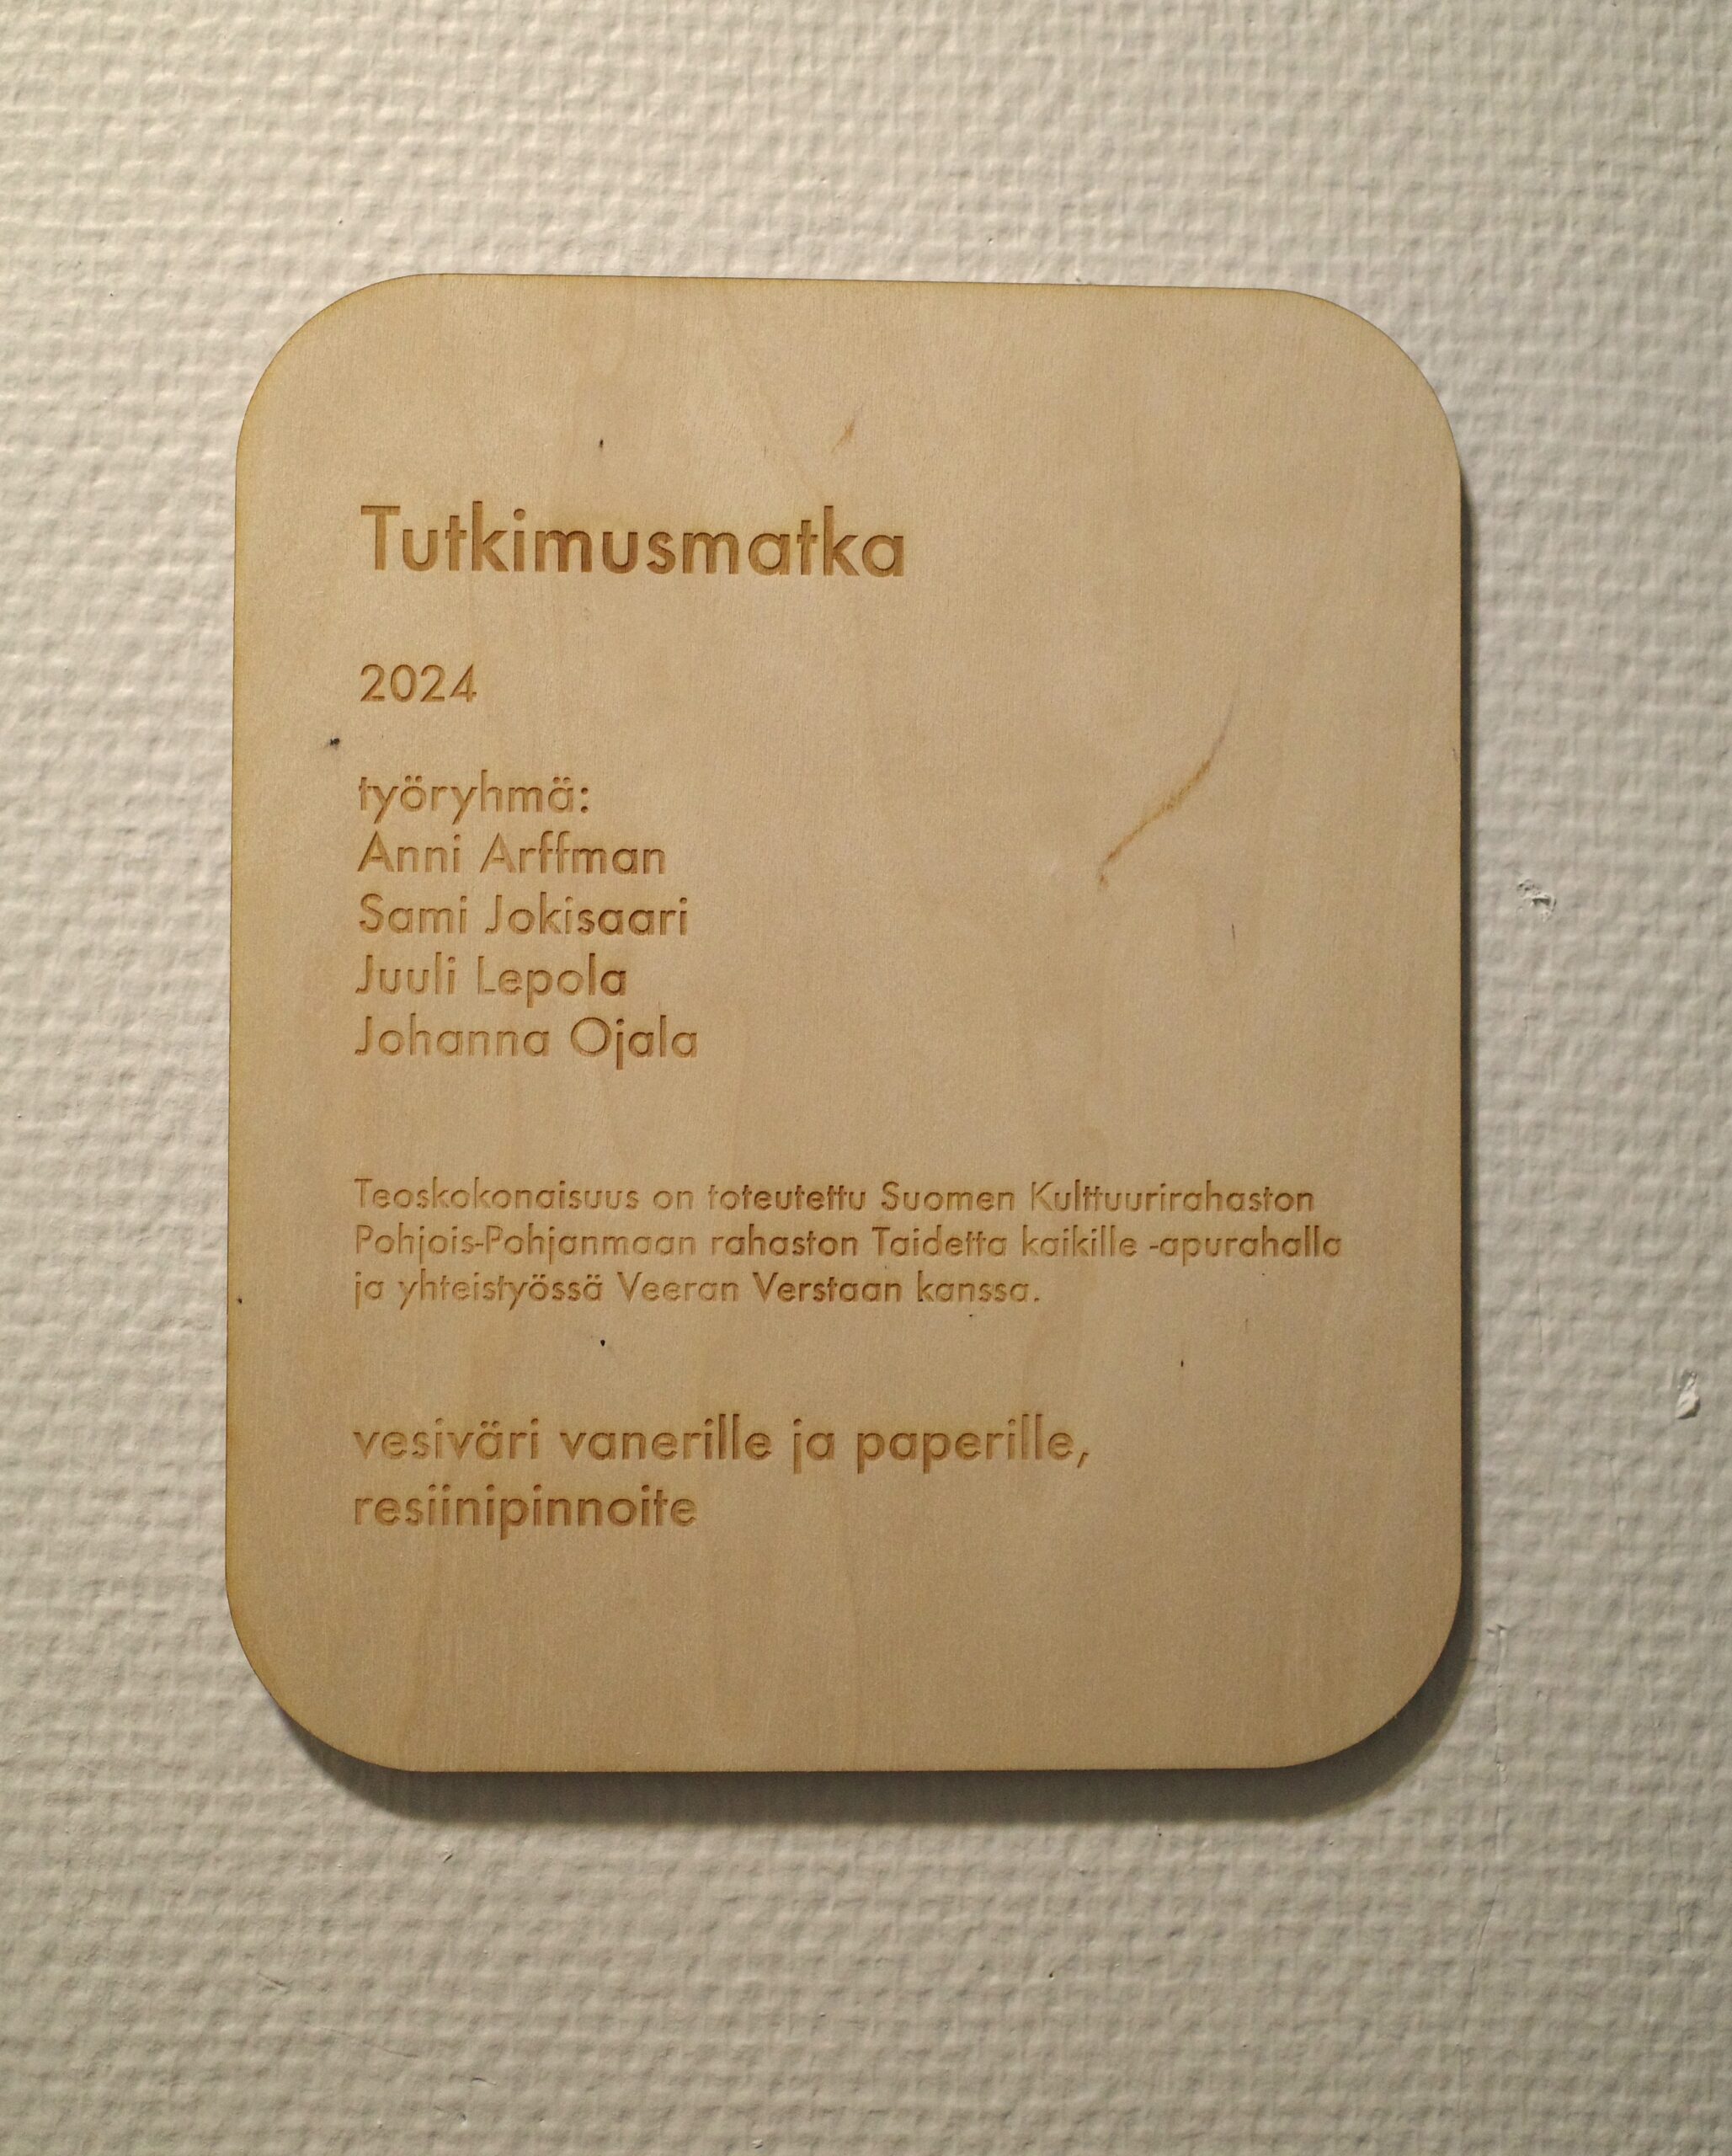 Tutkimusmatka
2024
työryhmä:
Anni Arffman
Sami Jokisaari
Juuli Lepola
Johanna Ojala
Teoskokonaisuus on toteutettu Suomen Kulttuurirahaston
Pohjois-Pohjanmaan rahaston Taidetta kaikille -apurahalla
ja yhteistyössä Veeran Verstaan kanssa.
vesiväri vanerille ja paperille,
resiinipinnoite